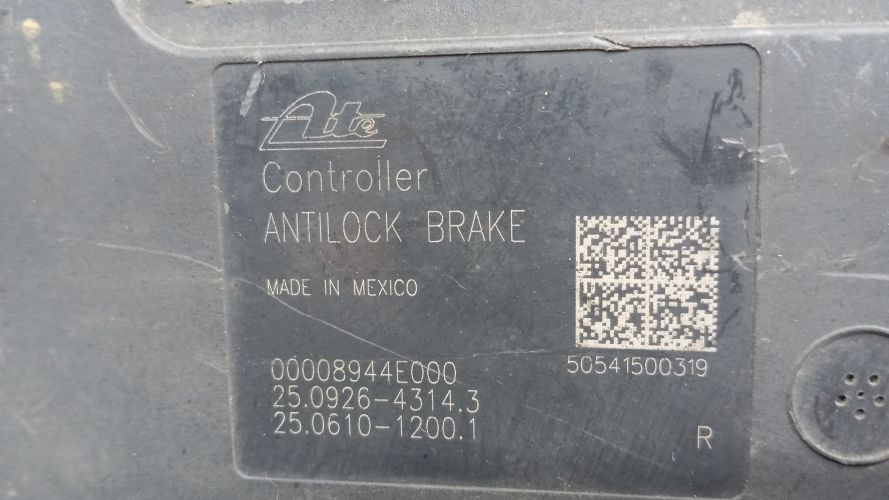 Ate
Controller
ANTILOCK BRAKE
MADE IN MEXICO
50541500319
00008944E000
25.0926-4314.3
25.0610-1200.1
R